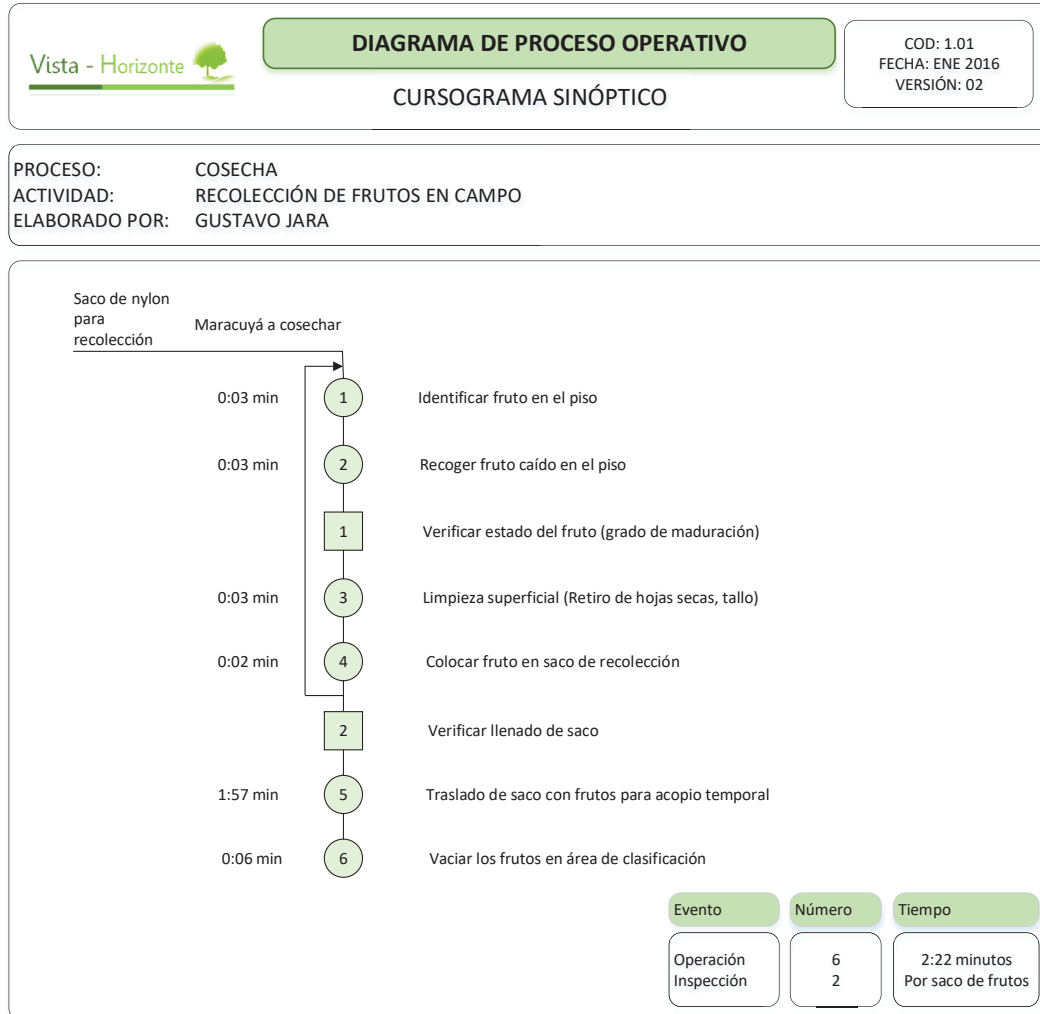 Vista - Horizonte
DIAGRAMA DE PROCESO OPERATIVO
CURSOGRAMA SINÓPTICO
COD: 1.01
FECHA: ENE 2016
VERSIÓN: 02
PROCESO: COSECHA
ACTIVIDAD: RECOLECCIÓN DE FRUTOS EN CAMPO
ELABORADO POR: GUSTAVO JARA
Saco de nylon
para
recolección
Maracuyá a cosechar
0:03 min 1 Identificar fruto en el piso
0:03 min 2 Recoger fruto caído en el piso
1 Verificar estado del fruto (grado de maduración)
0:03 min 3 Limpieza superficial (Retiro de hojas secas, tallo)
0:02 min 4 Colocar fruto en saco de recolección
2 Verificar llenado de saco
1:57 min 5 Traslado de saco con frutos para acopio temporal
0:06 min 6 Vaciar los frutos en área de clasificación
Evento Número Tiempo
Operación 6 2:22 minutos
Inspección 2 Por saco de frutos